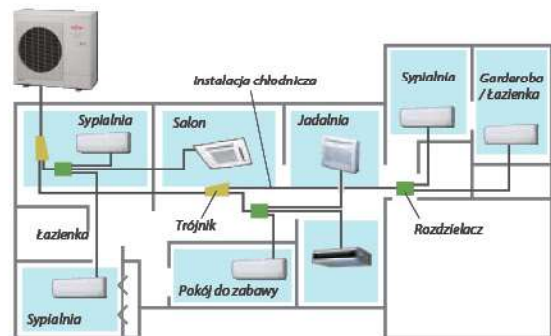 Instalacja chłodnicza
Sypialnia
Garderoba
/ Łazienka
Sypialnia
Salon
Jadalnia
Trójnik
Rozdzielacz
Łazienka
Pokój do zabawy
Sypialnia